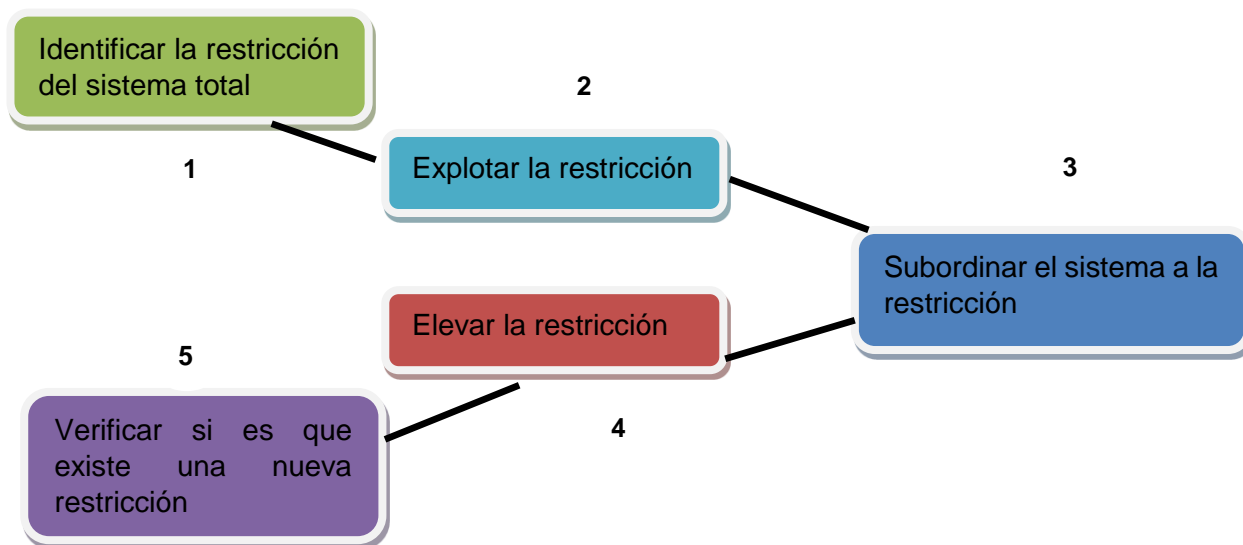 Identificar la restricción
del sistema total
1
2
Explotar la restricción
3
Subordinar el sistema a la
restricción
Elevar la restricción
4
5
Verificar si es que
existe una nueva
restricción